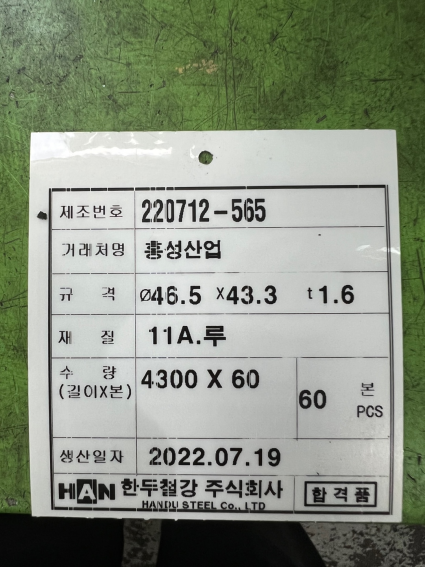 제조번호 220712-565
거래처명 흥성산업
규 격 Ø46.5 X43.3 t1.6
재 질 11A.루
수 량
(길이X본) 4300 X 60 60 본
PCS
생산일자 2022.07.19
HAN 한두철강 주식회사 합격품
HANDU STEEL Co., LTD